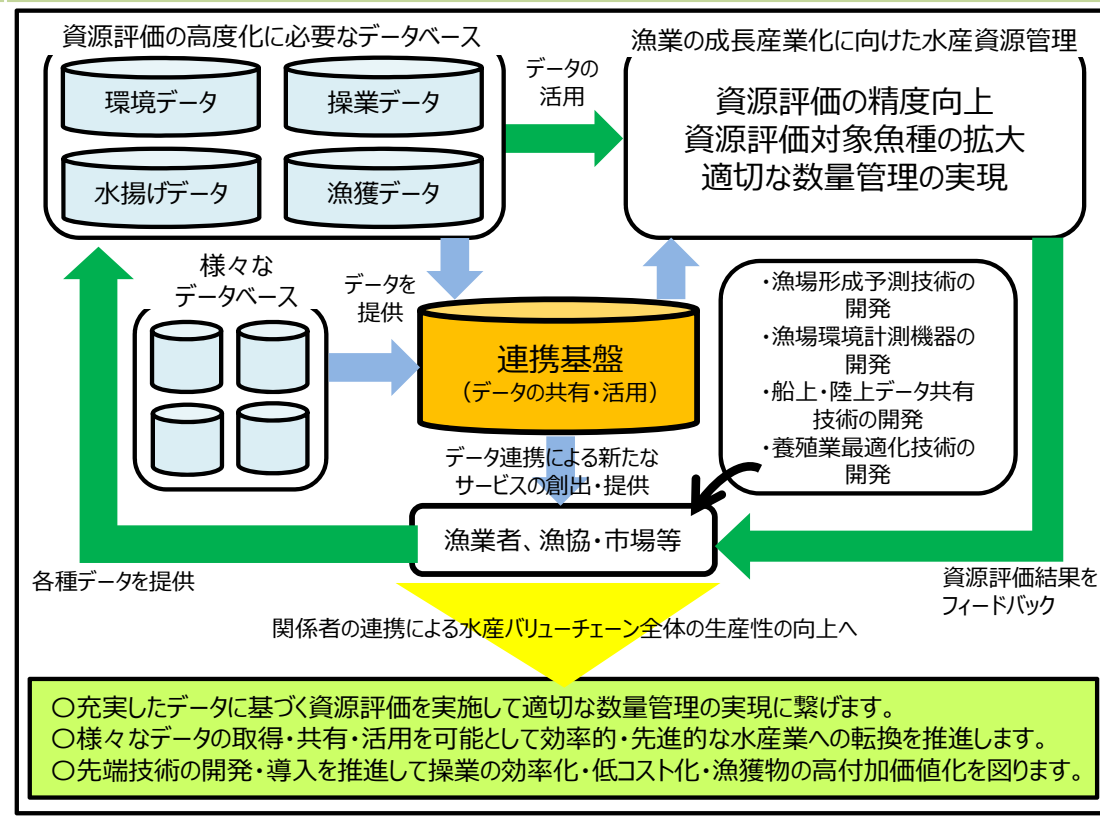 資源評価の高度化に必要なデータベース
環境データ
操業データ
水揚げデータ
漁獲データ
データの
活用
漁業の成長産業化に向けた水産資源管理
資源評価の精度向上
資源評価対象魚種の拡大
適切な数量管理の実現
様々な
データベース
データを
提供
連携基盤
(データの共有・活用)
・漁場形成予測技術の
開発
・漁場環境計測機器の
開発
・船上・陸上データ共有
技術の開発
・養殖業最適化技術の
開発
データ連携による新たな
サービスの創出・提供
漁業者、漁協・市場等
各種データを提供
資源評価結果を
フィードバック
関係者の連携による水産バリューチェーン全体の生産性の向上へ
○充実したデータに基づく資源評価を実施して適切な数量管理の実現に繋げます。
○様々なデータの取得・共有・活用を可能として効率的・先進的な水産業への転換を推進します。
○先端技術の開発・導入を推進して操業の効率化・低コスト化・漁獲物の高付加価値化を図ります。